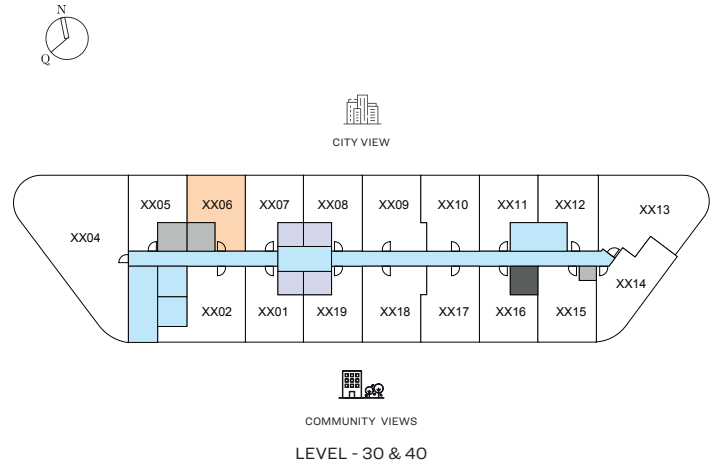 N
Q
CITY VIEW
XX05 XX06 XX07 XX08 XX09 XX10 XX11 XX12 XX13
XX04
XX14
XX02 XX01 XX19 XX18 XX17 XX16 XX15
COMMUNITY VIEWS
LEVEL - 30 & 40